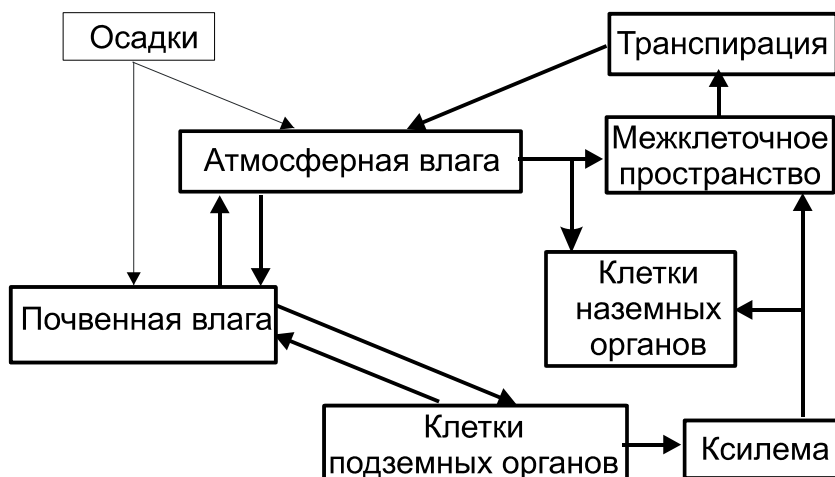 Осадки
Транспирация
Атмосферная влага
Межклеточное
пространство
Почвенная влага
Клетки
наземных
органов
Клетки
подземных органов
Ксилема